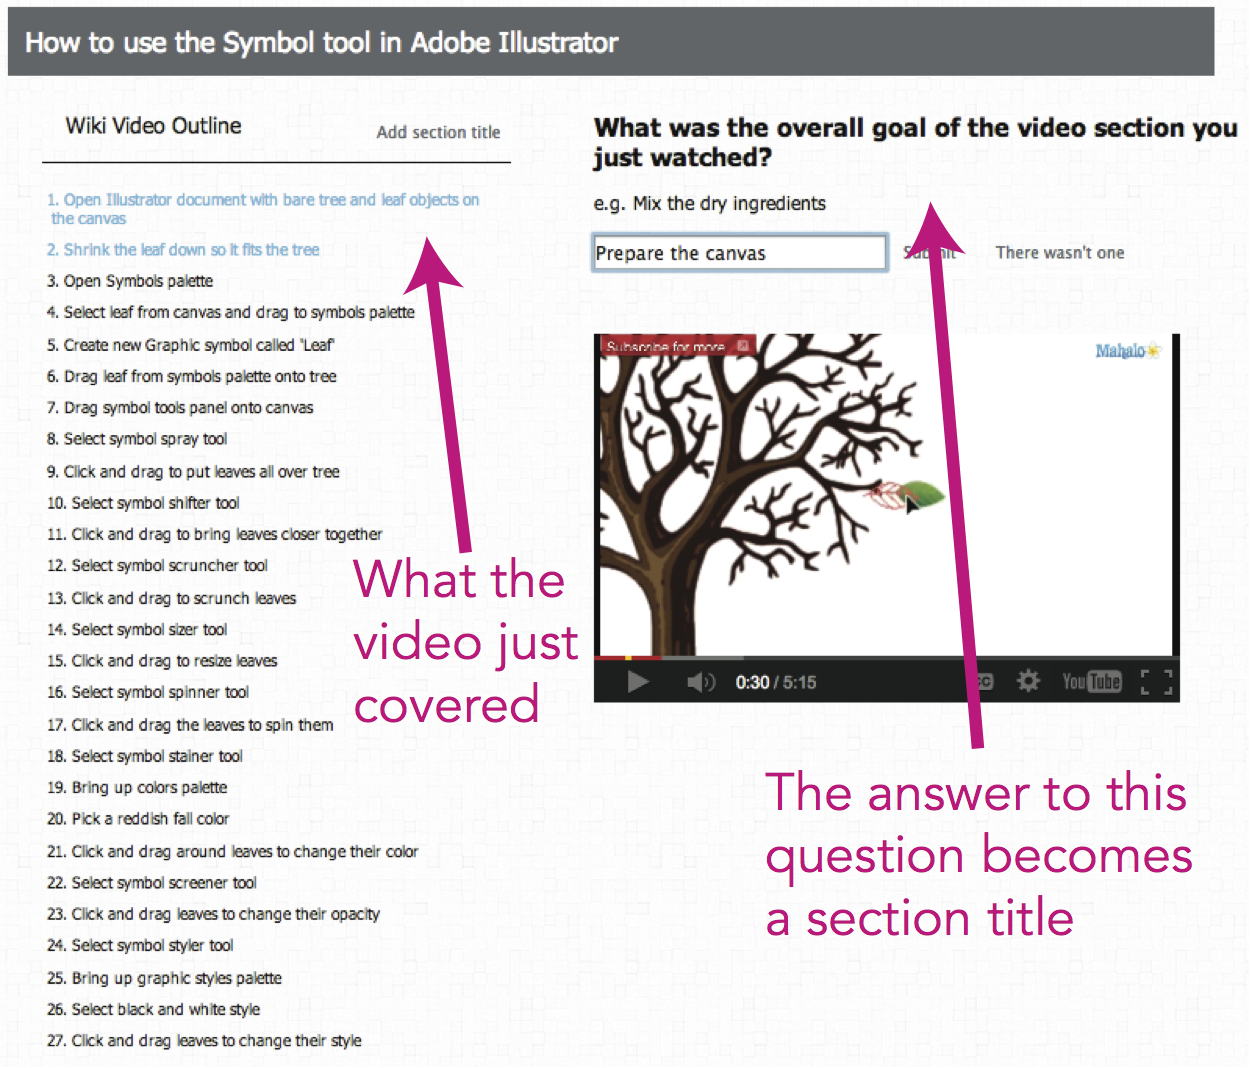 How to use the Symbol tool in Adobe Illustrator
Wiki Video Outline
Add section title
1. Open Illustrator document with bare tree and leaf objects on
the canvas
2. Shrink the leaf down so it fits the tree
3. Open Symbols palette
4. Select leaf from canvas and drag to symbols palette
5. Create new Graphic symbol called 'Leaf'
6. Drag leaf from symbols palette onto tree
7. Drag symbol tools panel onto canvas
8. Select symbol spray tool
9. Click and drag to put leaves all over tree
10. Select symbol shifter tool
11. Click and drag to bring leaves closer together
12. Select symbol scruncher tool
13. Click and drag to scrunch leaves
14. Select symbol sizer tool
15. Click and drag to resize leaves
16. Select symbol spinner tool
17. Click and drag the leaves to spin them
18. Select symbol stainer tool
19. Bring up colors palette
20. Pick a reddish fall color
21. Click and drag around leaves to change their color
22. Select symbol screener tool
23. Click and drag leaves to change their opacity
24. Select symbol styler tool
25. Bring up graphic styles palette
26. Select black and white style
27. Click and drag leaves to change their style
What the
video just
covered
What was the overall goal of the video section you
just watched?
e.g. Mix the dry ingredients
Prepare the canvas
Submit
There wasn't one
Subscribe for more
Mahalo
0:30 / 5:15
CC
YouTube
The answer to this
question becomes
a section title